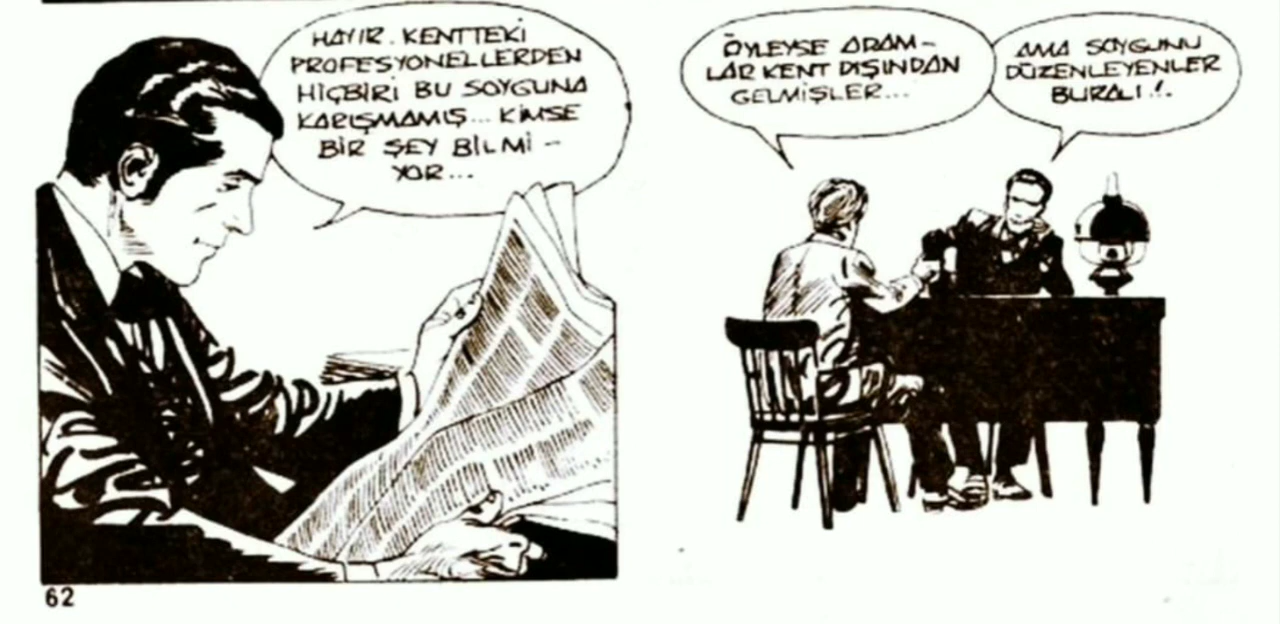 HAYIR. KENTTEKİ
PROFESYONELLERDEN
HİÇBİRİ BU SOYGUNA
KARIŞMAMIŞ... KİMSE
BİR ŞEY BİLMİ-
YOR...
ÖYLEYSE ADAM-
LAR KENT DIŞINDAN
GELMİŞLER...
AMA SOYGUNU
DÜZENLEYENLER
BURALI!.
62